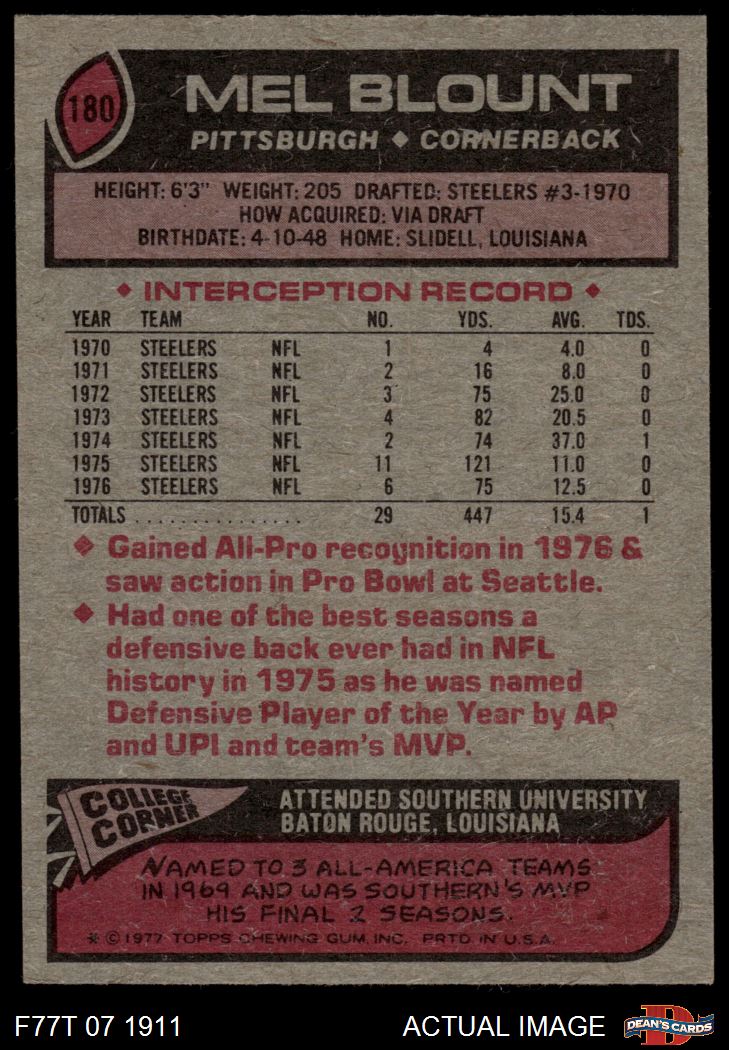 180
MEL BLOUNT
PITTSBURGH ◆ CORNERBACK
HEIGHT: 6'3" WEIGHT: 205 DRAFTED: STEELERS #3-1970
HOW ACQUIRED: VIA DRAFT
BIRTHDATE: 4-10-48 HOME: SLIDELL, LOUISIANA
◆ INTERCEPTION RECORD ◆
YEAR TEAM NO. YDS. AVG. TDS.
1970 STEELERS NFL 1 4 4.0 0
1971 STEELERS NFL 2 16 8.0 0
1972 STEELERS NFL 3 75 25.0 0
1973 STEELERS NFL 4 82 20.5 0
1974 STEELERS NFL 2 74 37.0 1
1975 STEELERS NFL 11 121 11.0 0
1976 STEELERS NFL 6 75 12.5 0
TOTALS . . . . . . . . . . . . . . . 29 447 15.4 1
◆ Gained All-Pro recognition in 1976 &
saw action in Pro Bowl at Seattle.
◆ Had one of the best seasons a
defensive back ever had in NFL
history in 1975 as he was named
Defensive Player of the Year by AP
and UPI and team's MVP.
COLLEGE
CORNER
ATTENDED SOUTHERN UNIVERSITY
BATON ROUGE, LOUISIANA
NAMED TO 3 ALL-AMERICA TEAMS
IN 1969 AND WAS SOUTHERN'S MVP
HIS FINAL 2 SEASONS.
* © 1977 TOPPS CHEWING GUM, INC. PRTD IN U.S.A.
F77T 07 1911
ACTUAL IMAGE
D
DEAN'S CARDS